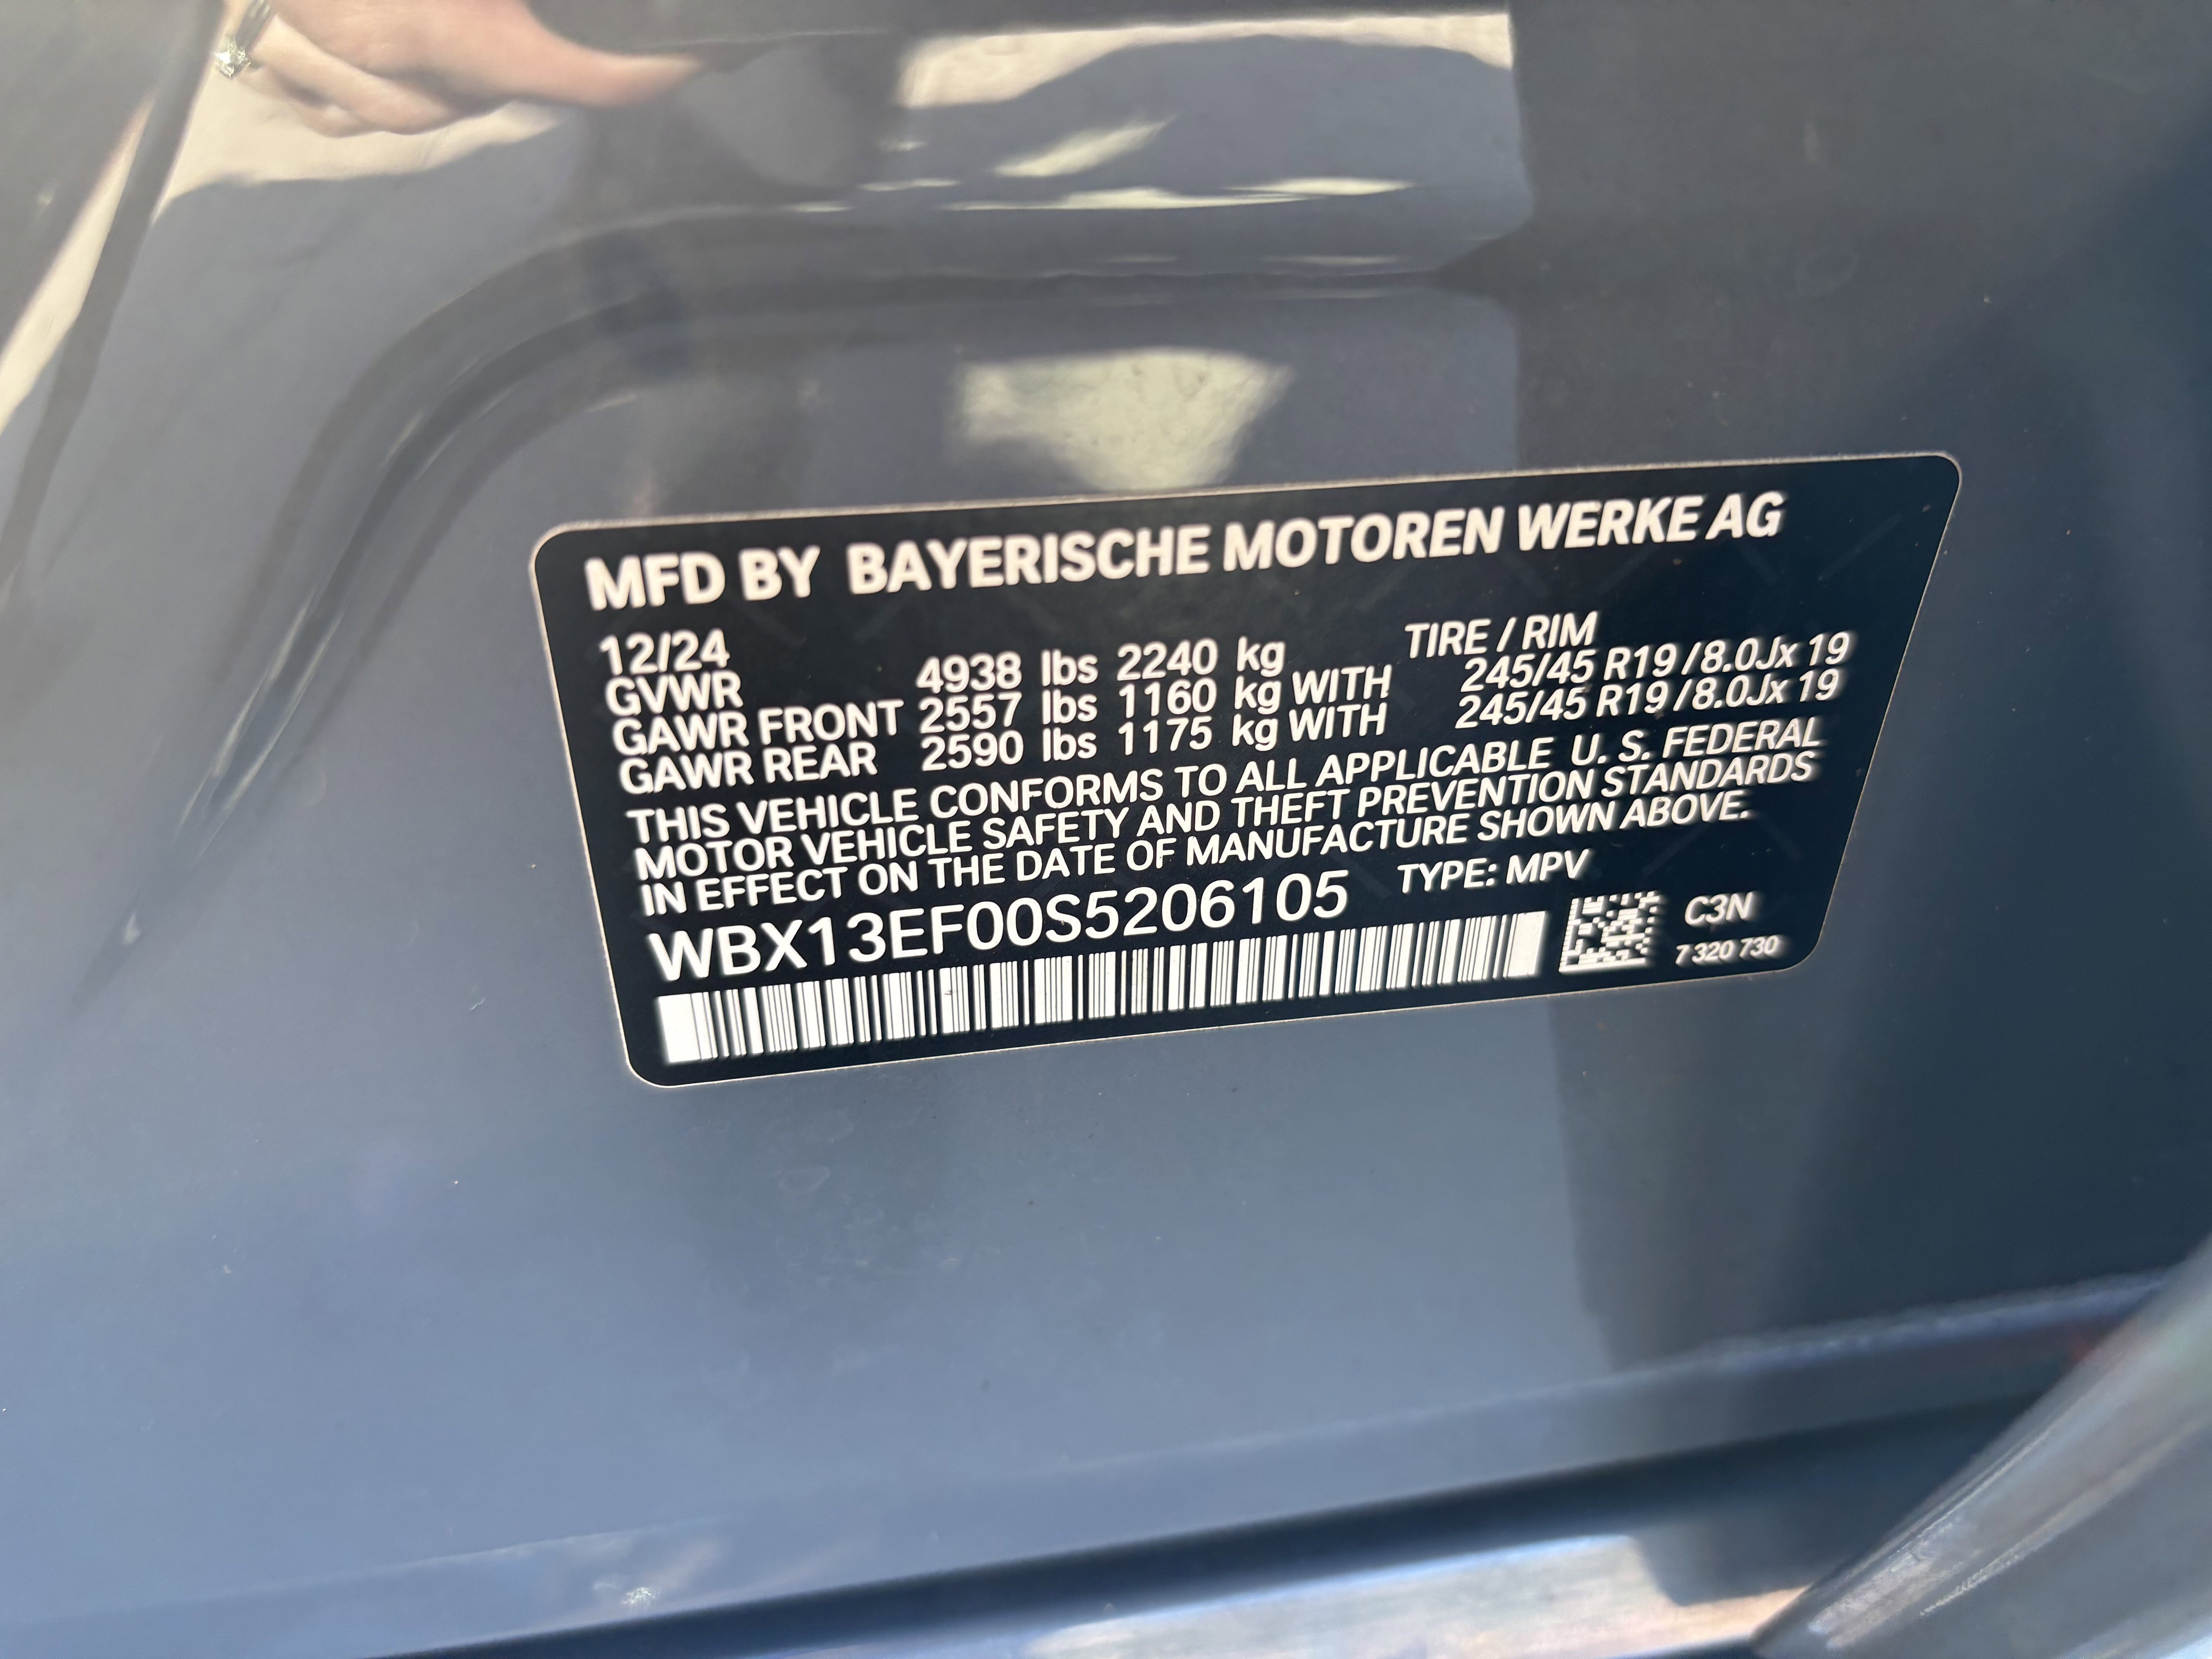 MFD BY BAYERISCHE MOTOREN WERKE AG
12/24 TIRE / RIM
GVWR 4938 lbs 2240 kg
GAWR FRONT 2557 lbs 1160 kg WITH 245/45 R19 / 8.0Jx 19
GAWR REAR 2590 lbs 1175 kg WITH 245/45 R19 / 8.0Jx 19
THIS VEHICLE CONFORMS TO ALL APPLICABLE U. S. FEDERAL
MOTOR VEHICLE SAFETY AND THEFT PREVENTION STANDARDS
IN EFFECT ON THE DATE OF MANUFACTURE SHOWN ABOVE.
WBX13EF00S5206105 TYPE: MPV
C3N
7 320 730